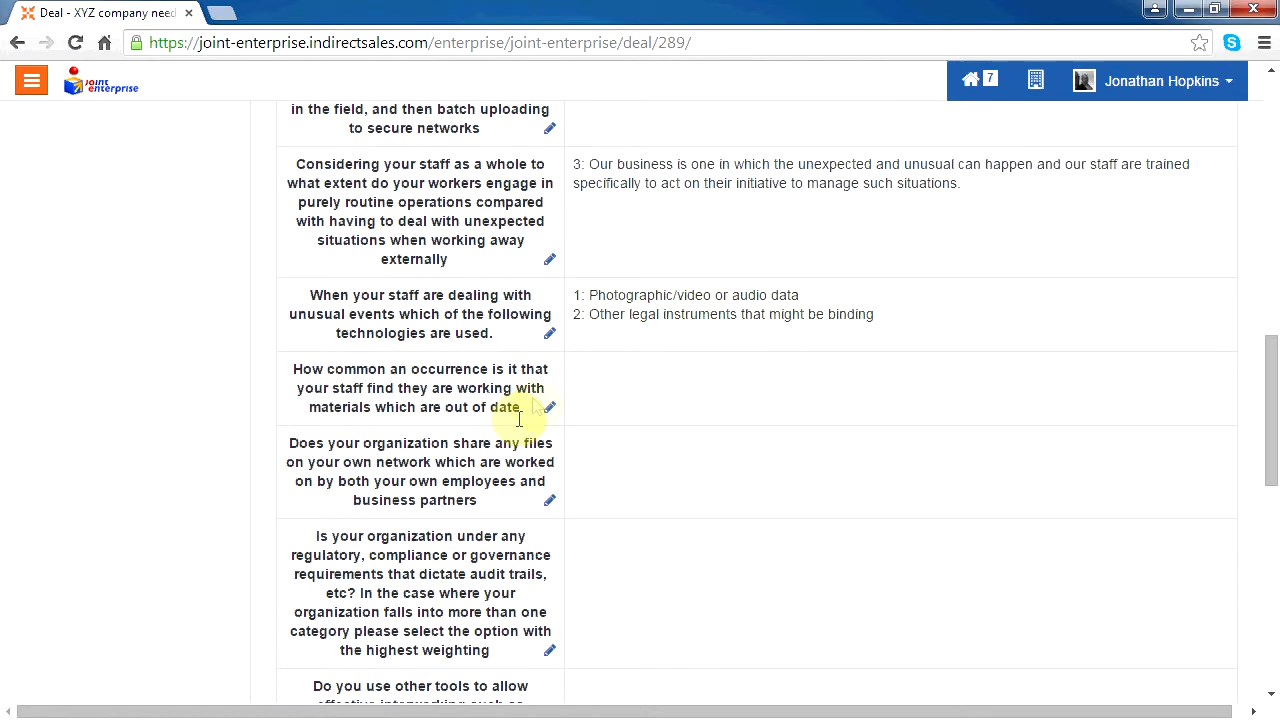 Deal - XYZ company need
https://joint-enterprise.indirectsales.com/enterprise/joint-enterprise/deal/289/
Joint
enterprise
7
Jonathan Hopkins
in the field, and then batch uploading
to secure networks
Considering your staff as a whole to
what extent do your workers engage in
purely routine operations compared
with having to deal with unexpected
situations when working away
externally
3: Our business is one in which the unexpected and unusual can happen and our staff are trained
specifically to act on their initiative to manage such situations.
When your staff are dealing with
unusual events which of the following
technologies are used.
1: Photographic/video or audio data
2: Other legal instruments that might be binding
How common an occurrence is it that
your staff find they are working with
materials which are out of date.
Does your organization share any files
on your own network which are worked
on by both your own employees and
business partners
Is your organization under any
regulatory, compliance or governance
requirements that dictate audit trails,
etc? In the case where your
organization falls into more than one
category please select the option with
the highest weighting
Do you use other tools to allow
effective interworking such as